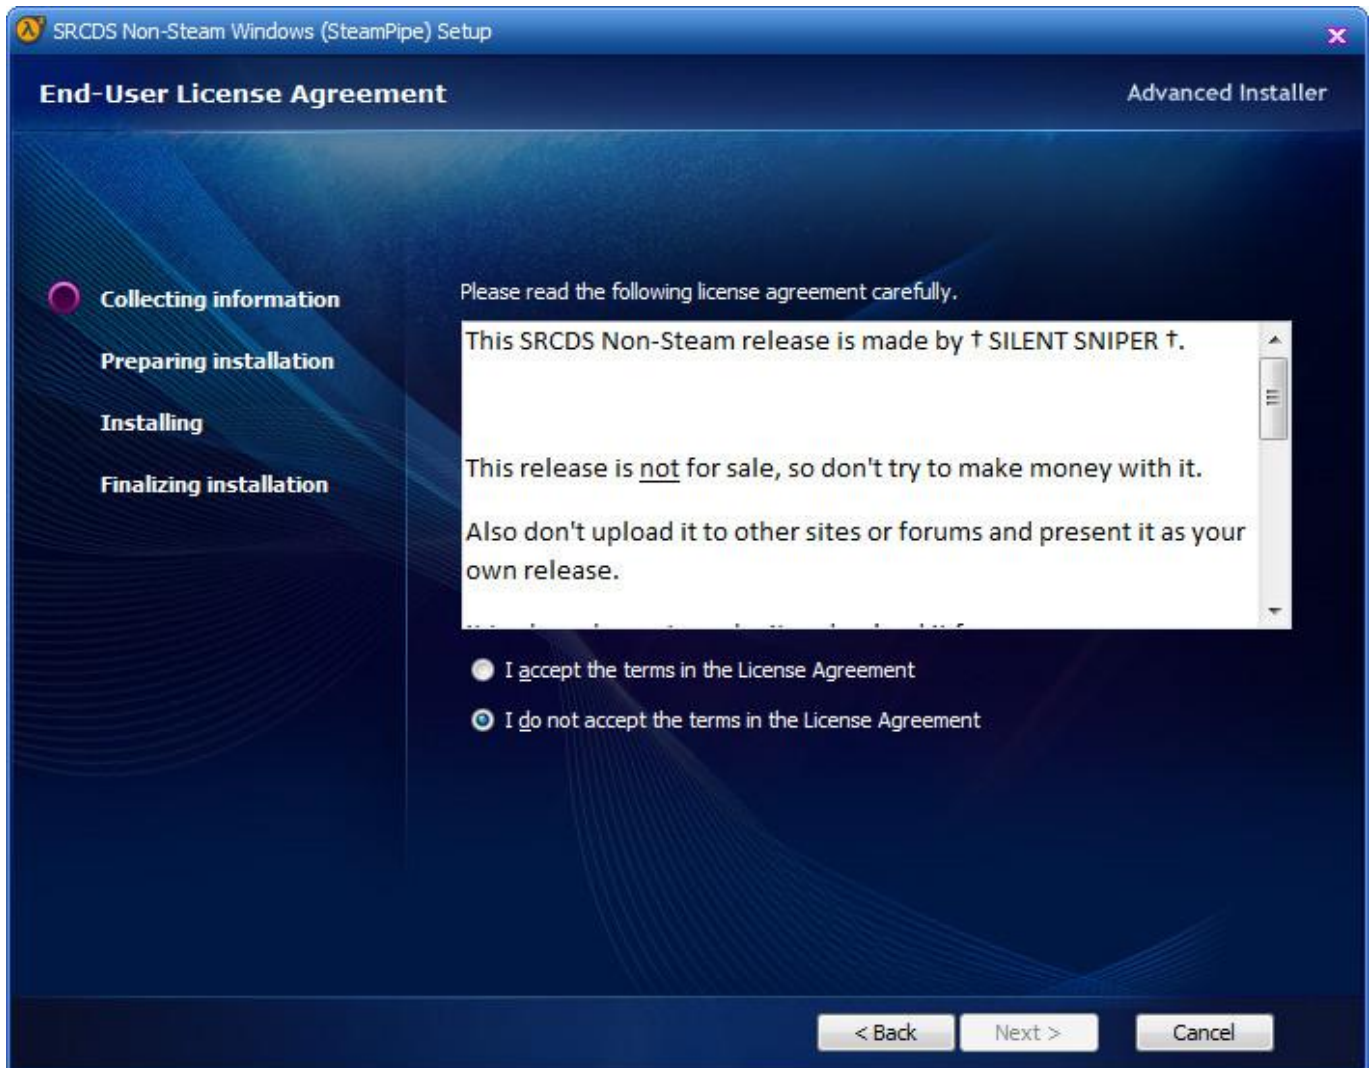 SRCDS Non-Steam Windows (SteamPipe) Setup
End-User License Agreement
Advanced Installer
Collecting information
Preparing installation
Installing
Finalizing installation
Please read the following license agreement carefully.
This SRCDS Non-Steam release is made by † SILENT SNIPER †.
This release is not for sale, so don't try to make money with it.
Also don't upload it to other sites or forums and present it as your
own release.
I accept the terms in the License Agreement
I do not accept the terms in the License Agreement
< Back
Next >
Cancel